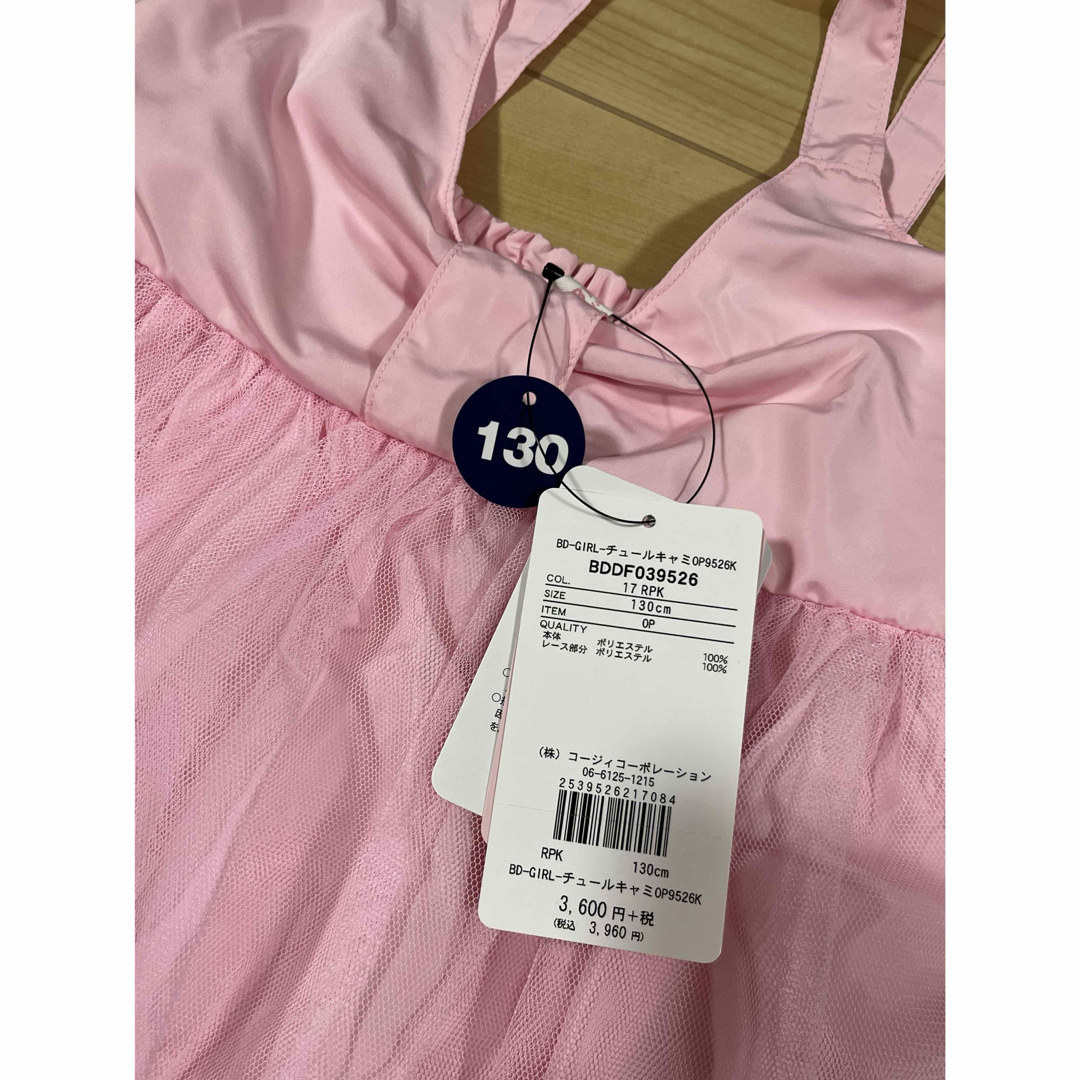 130
BD-GIRL-チュールキャミOP9526K
BDDF039526
COL. 17 RPK
SIZE 130cm
ITEM OP
QUALITY
本体 ポリエステル 100%
レース部分 ポリエステル 100%
(株) コージィコーポレーション
06-6125-1215
2539526217084
RPK 130cm
BD-GIRL-チュールキャミOP9526K
3,600円+税
(税込 3,960円)